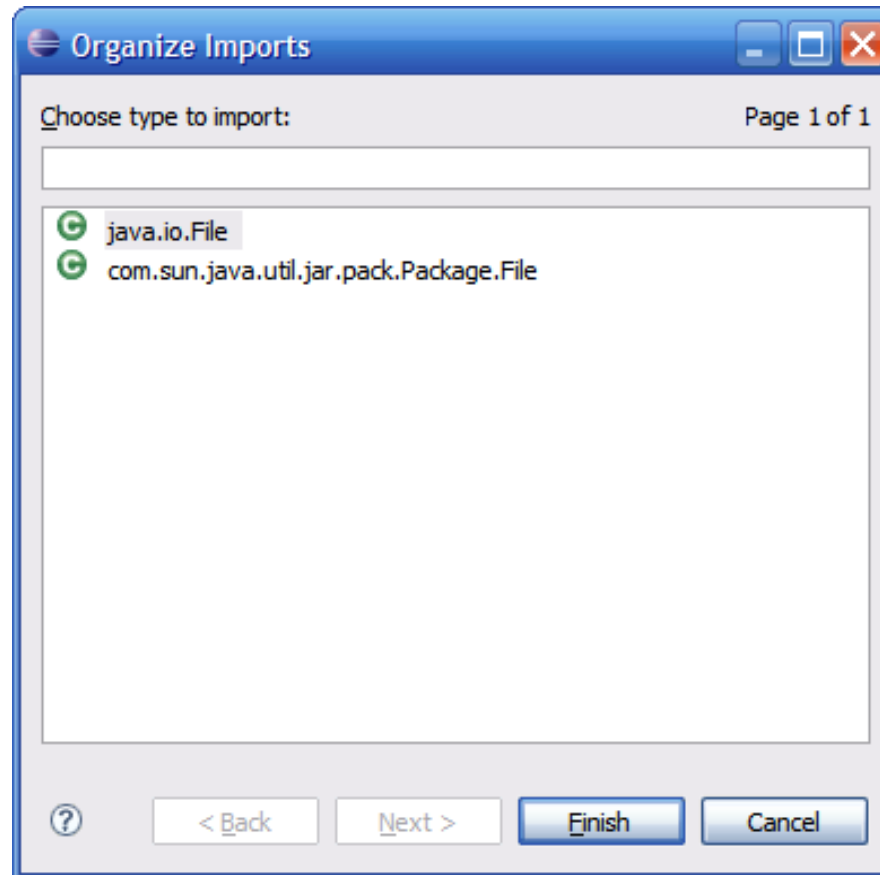 Organize Imports
Choose type to import: Page 1 of 1
java.io.File
com.sun.java.util.jar.pack.Package.File
< Back Next > Finish Cancel